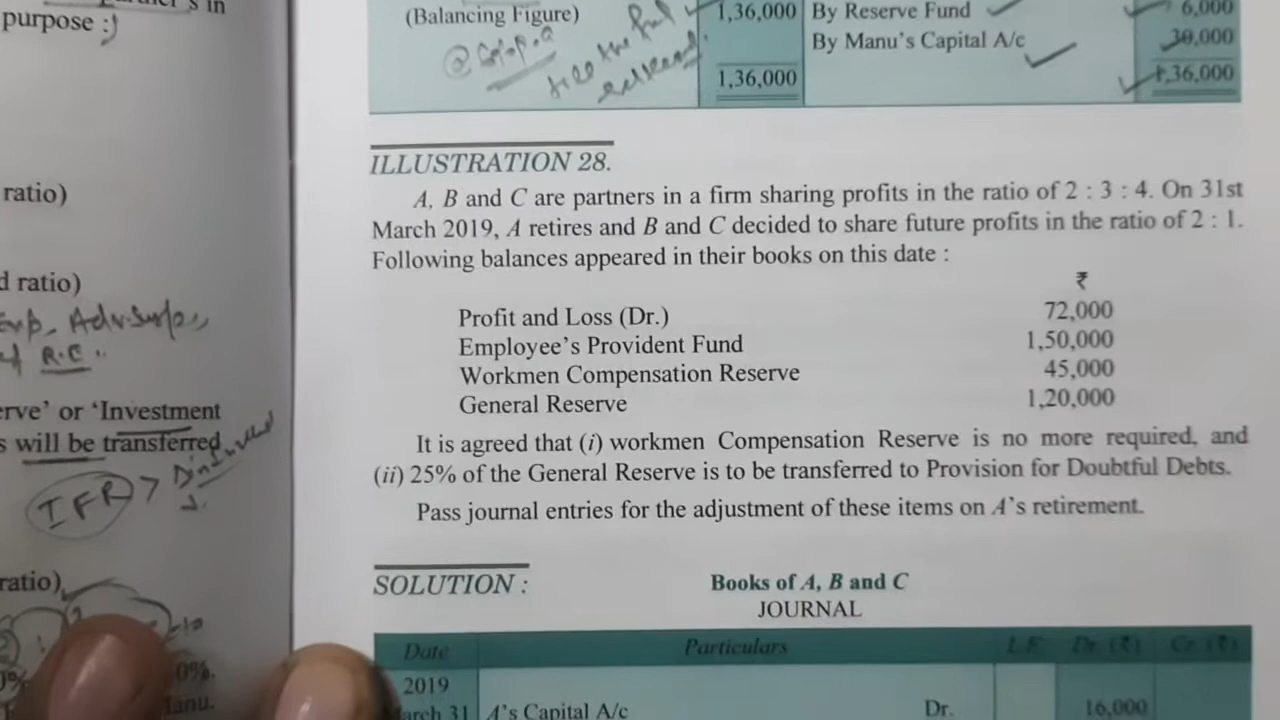 purpose :)
ratio)
d ratio)
R.C..
erve' or 'Investment
s will be transferred
IFR >
ratio)
0%.
Manu.
(Balancing Figure)
1,36,000
By Reserve Fund
6,000
By Manu's Capital A/c
30,000
1,36,000
1,36,000
ILLUSTRATION 28.
A, B and C are partners in a firm sharing profits in the ratio of 2 : 3 : 4. On 31st
March 2019, A retires and B and C decided to share future profits in the ratio of 2 : 1.
Following balances appeared in their books on this date :
₹
Profit and Loss (Dr.) 72,000
Employee's Provident Fund 1,50,000
Workmen Compensation Reserve 45,000
General Reserve 1,20,000
It is agreed that (i) workmen Compensation Reserve is no more required, and
(ii) 25% of the General Reserve is to be transferred to Provision for Doubtful Debts.
Pass journal entries for the adjustment of these items on A's retirement.
SOLUTION :
Books of A, B and C
JOURNAL
Date Particulars L.F. Dr. (₹) Cr. (₹)
2019
March 31 A's Capital A/c Dr. 16,000